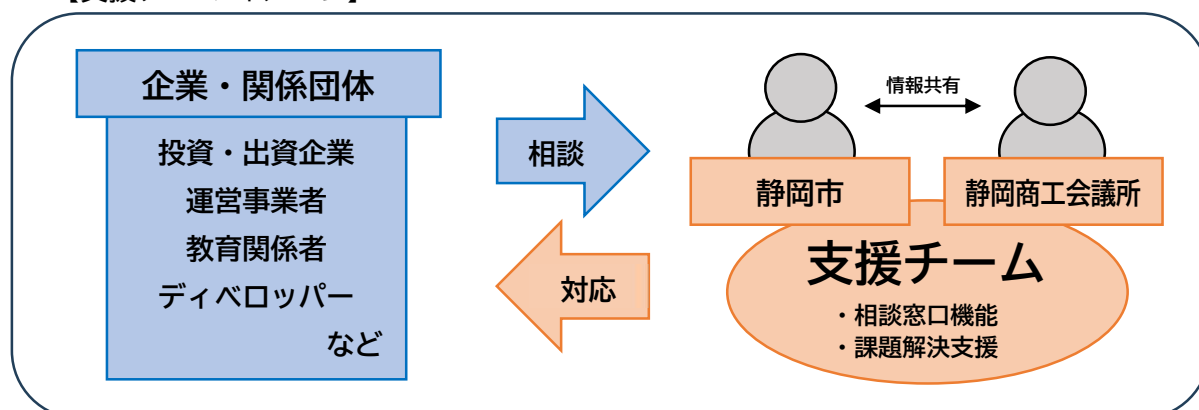 企業・関係団体
投資・出資企業
運営事業者
教育関係者
ディベロッパー
など
相談
対応
情報共有
静岡市
静岡商工会議所
支援チーム
・相談窓口機能
・課題解決支援